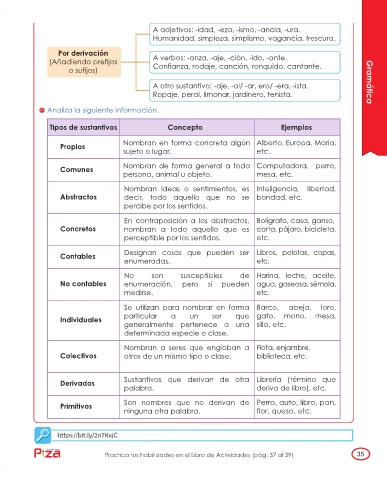 A adjetivos: -idad, -eza, -ismo, -ancia, -ura.
Humanidad, simpleza, simplismo, vagancia, frescura.
Por derivación
(Añadiendo prefijos
o sufijos)
A verbos: -anza, -aje, -ción, -ido, -ante.
Confianza, rodaje, canción, ronquido, cantante.
A otro sustantivo: -aje, -al/ -ar, ero/ -era, -ista.
Ropaje, peral, limonar, jardinero, tenista.
Gramática
Analiza la siguiente información.
Tipos de sustantivos Concepto Ejemplos
Propios
Nombran en forma concreta algún
sujeto o lugar.
Alberto, Europa, María,
etc.
Comunes
Nombran de forma general a toda
persona, animal u objeto.
Computadora, perro,
mesa, etc.
Abstractos
Nombran ideas o sentimientos, es
decir, todo aquello que no se
percibe por los sentidos.
Inteligencia, libertad,
bondad, etc.
Concretos
En contraposición a los abstractos,
nombran a todo aquello que es
perceptible por los sentidos.
Bolígrafo, casa, ganso,
carta, pájaro, bicicleta,
etc.
Contables
Designan cosas que pueden ser
enumeradas.
Libros, pelotas, copas,
etc.
No contables
No son susceptibles de
enumeración, pero sí pueden
medirse.
Harina, leche, aceite,
agua, gaseosa, sémola,
etc.
Individuales
Se utilizan para nombrar en forma
particular a un ser que
generalmente pertenece a una
determinada especie o clase.
Barco, abeja, loro,
gato, mono, mesa,
silla, etc.
Colectivos
Nombran a seres que engloban a
otros de un mismo tipo o clase.
Flota, enjambre,
biblioteca, etc.
Derivados
Sustantivos que derivan de otra
palabra.
Librería (término que
deriva de libro), etc.
Primitivos
Son nombres que no derivan de
ninguna otra palabra.
Perro, auto, libro, pan,
flor, queso, etc.
https://bit.ly/2n7KxjC
Practica tus habilidades en el Libro de Actividades (pág. 37 al 39)
35